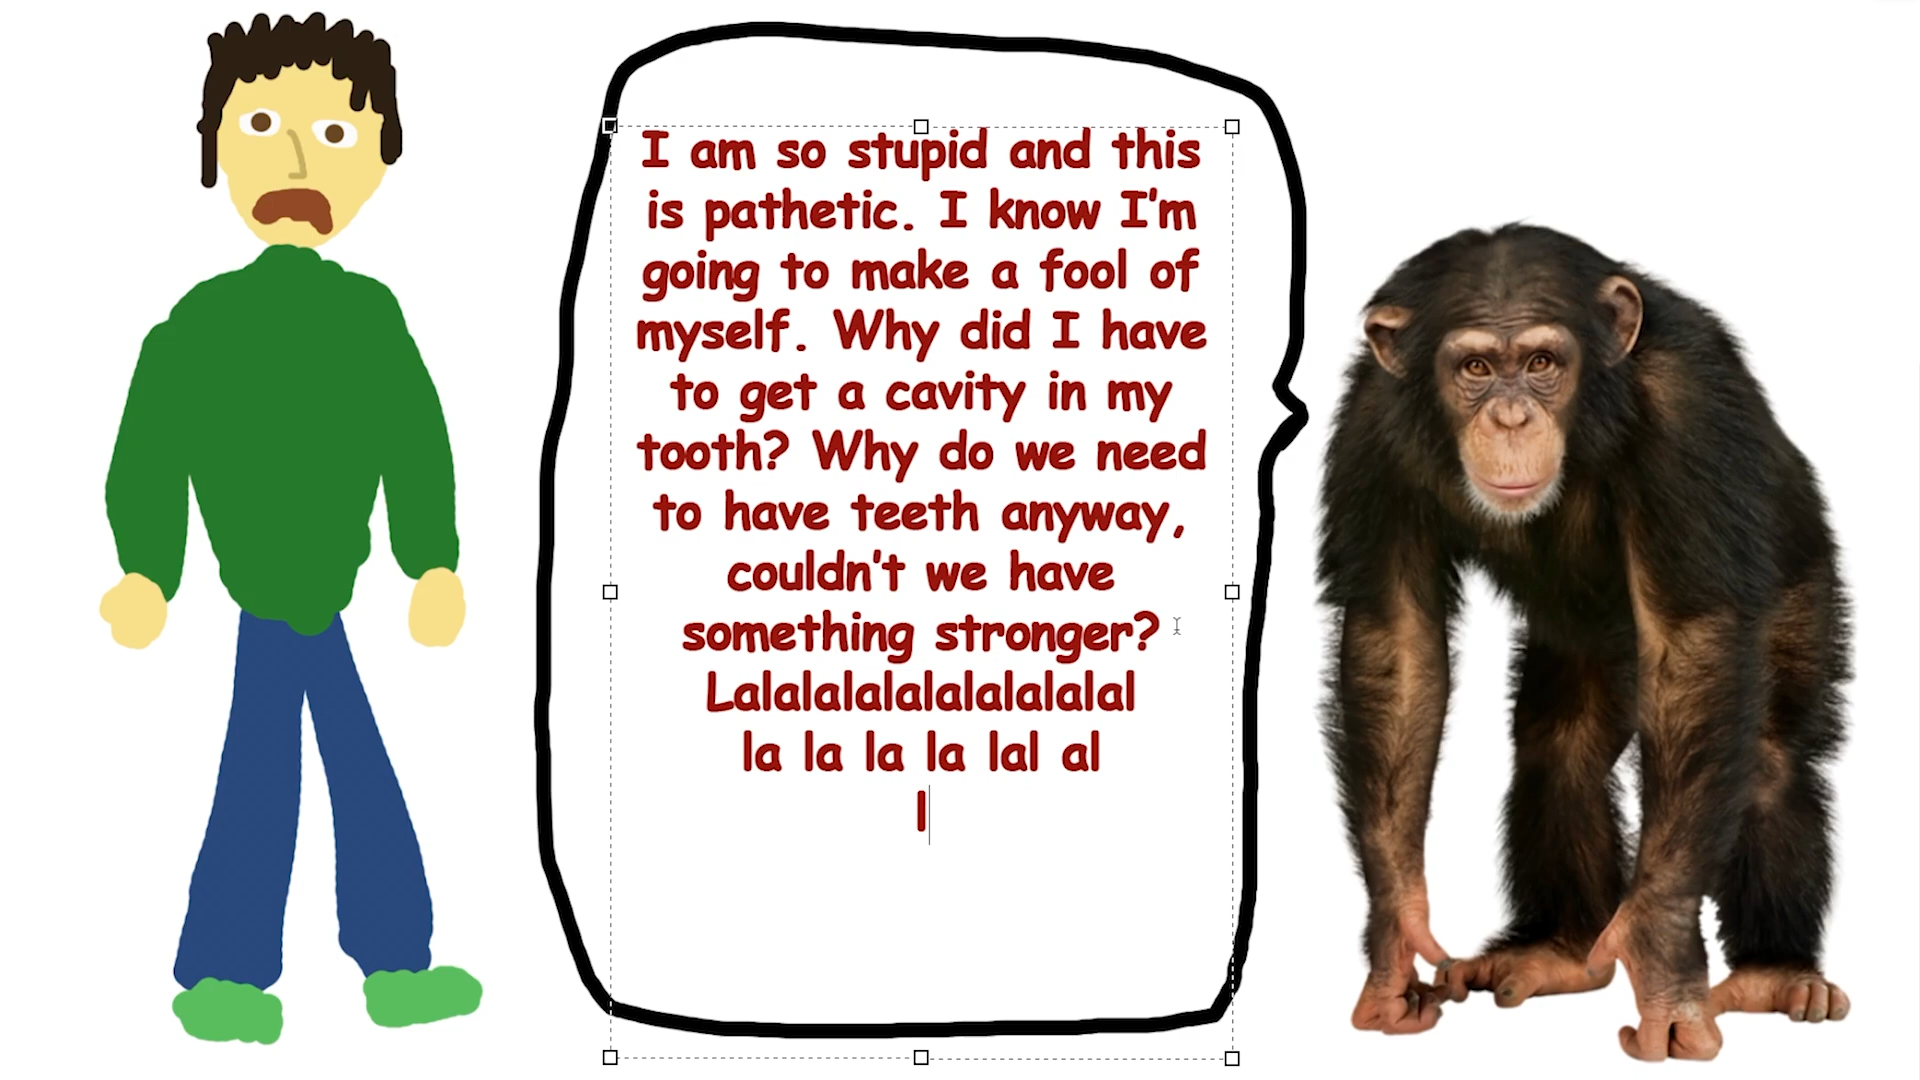 I am so stupid and this
is pathetic. I know I'm
going to make a fool of
myself. Why did I have
to get a cavity in my
tooth? Why do we need
to have teeth anyway,
couldn't we have
something stronger?
Lalalalalalalalalalal
la la la la lal al
l